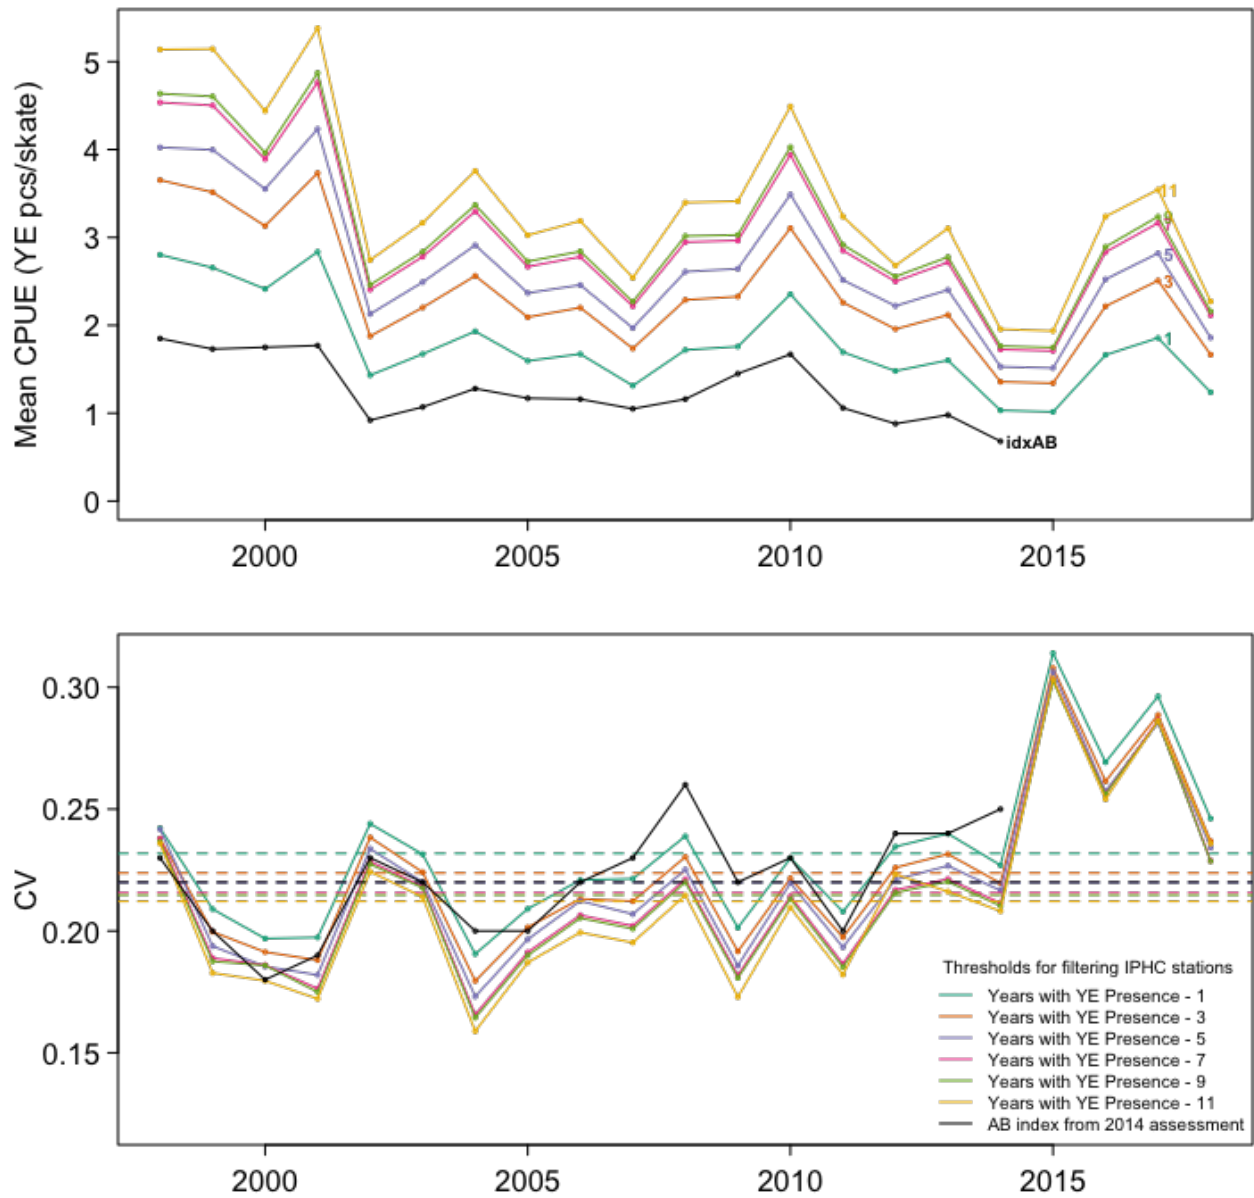 Mean CPUE (YE pcs/skate)
5
4
3
2
1
0
11
9
7
5
3
1
idxAB
2000
2005
2010
2015
CV
0.30
0.25
0.20
0.15
Thresholds for filtering IPHC stations
Years with YE Presence - 1
Years with YE Presence - 3
Years with YE Presence - 5
Years with YE Presence - 7
Years with YE Presence - 9
Years with YE Presence - 11
AB index from 2014 assessment
2000
2005
2010
2015